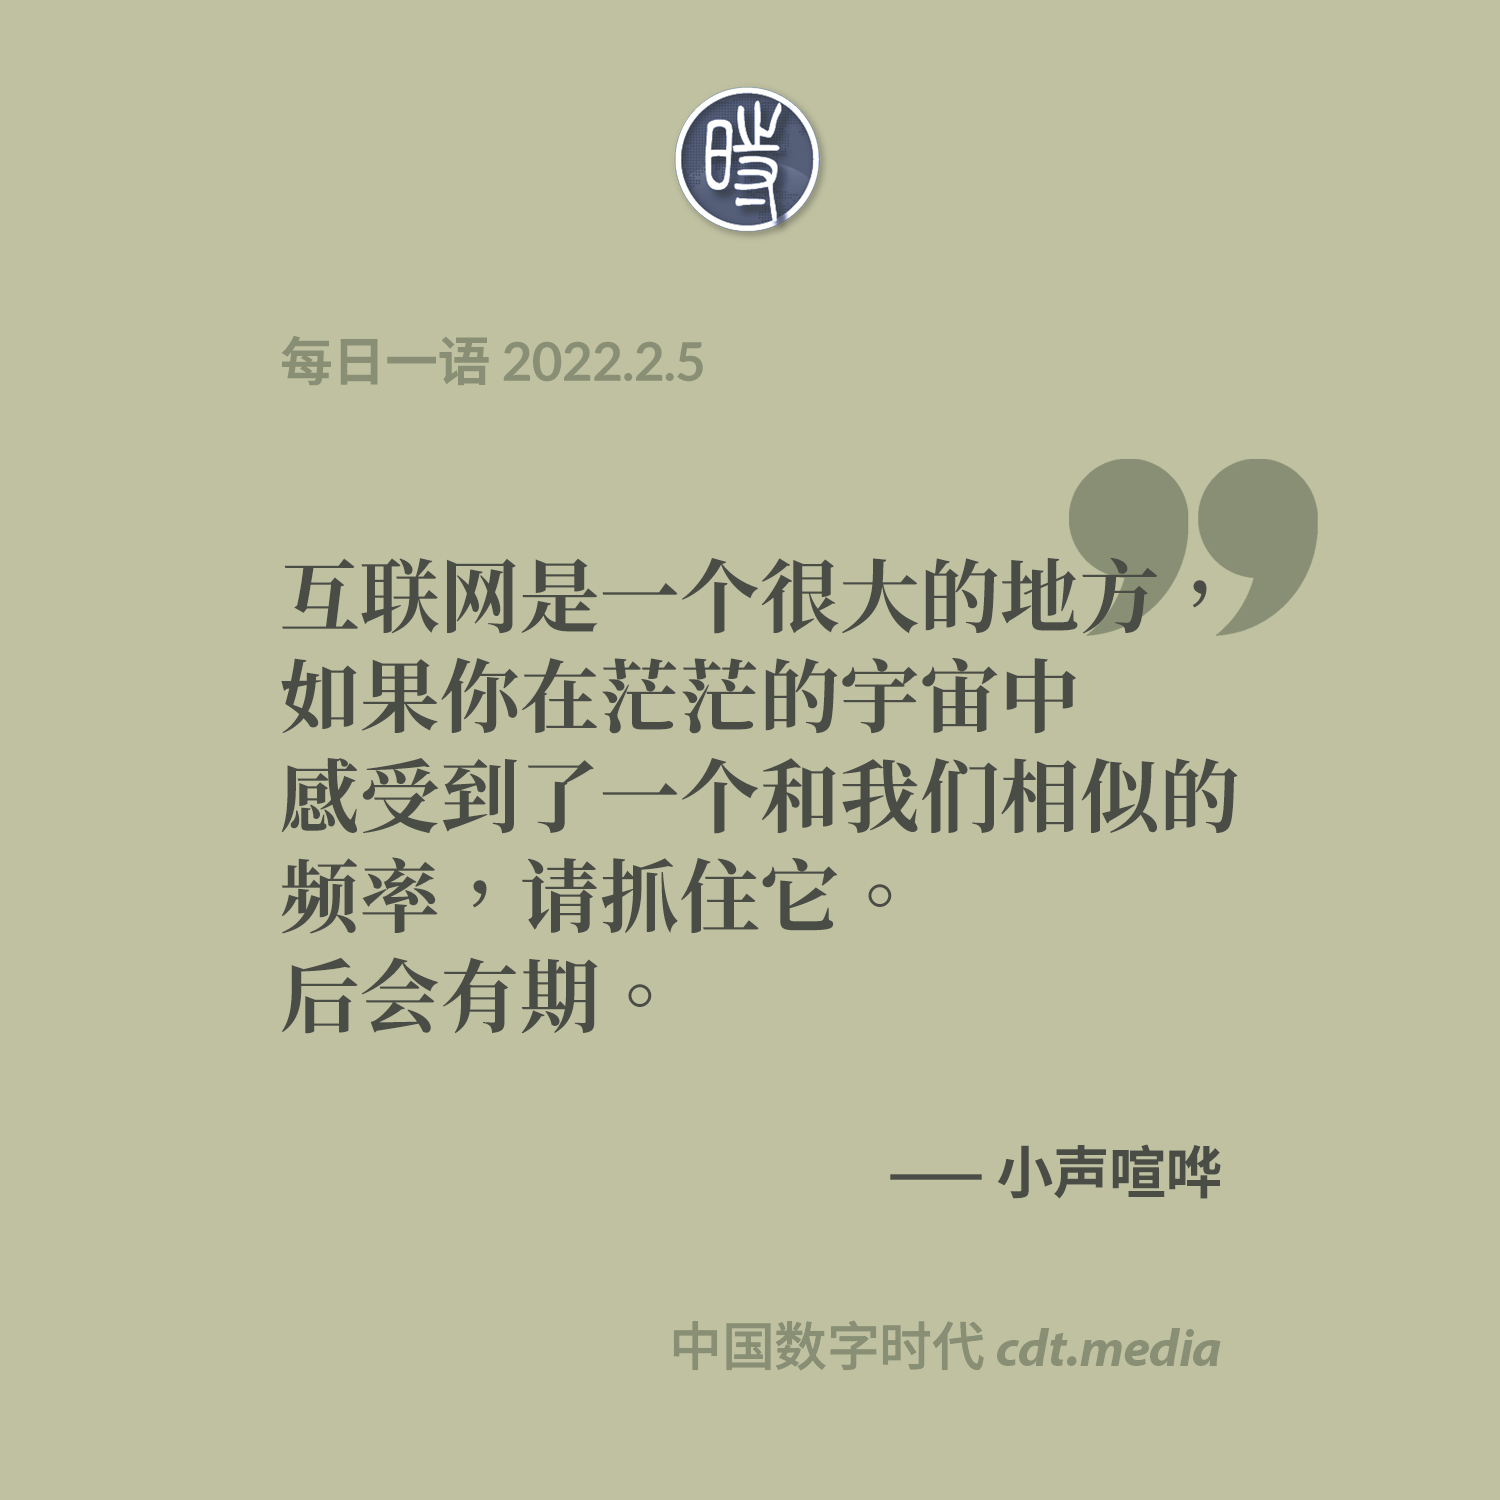 時
每日一语 2022.2.5
互联网是一个很大的地方，
如果你在茫茫的宇宙中
感受到了一个和我们相似的
频率，请抓住它。
后会有期。
—— 小声喧哗
中国数字时代 cdt.media